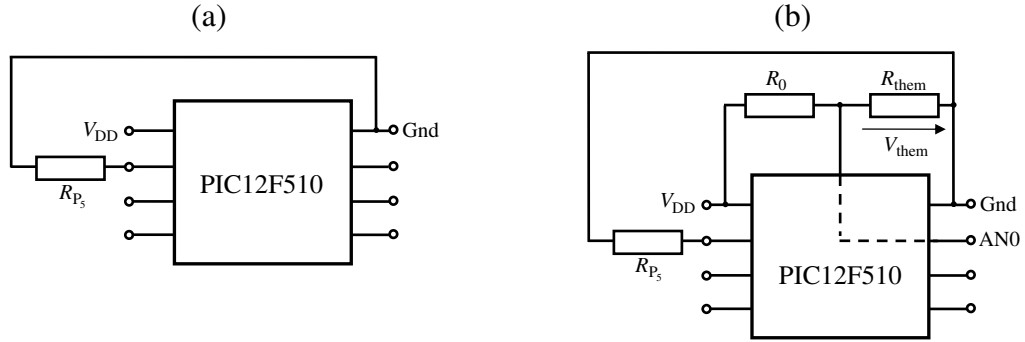 (a)
V_DD
Gnd
R_P5
PIC12F510
(b)
R_0
R_them
V_them
V_DD
Gnd
AN0
R_P5
PIC12F510